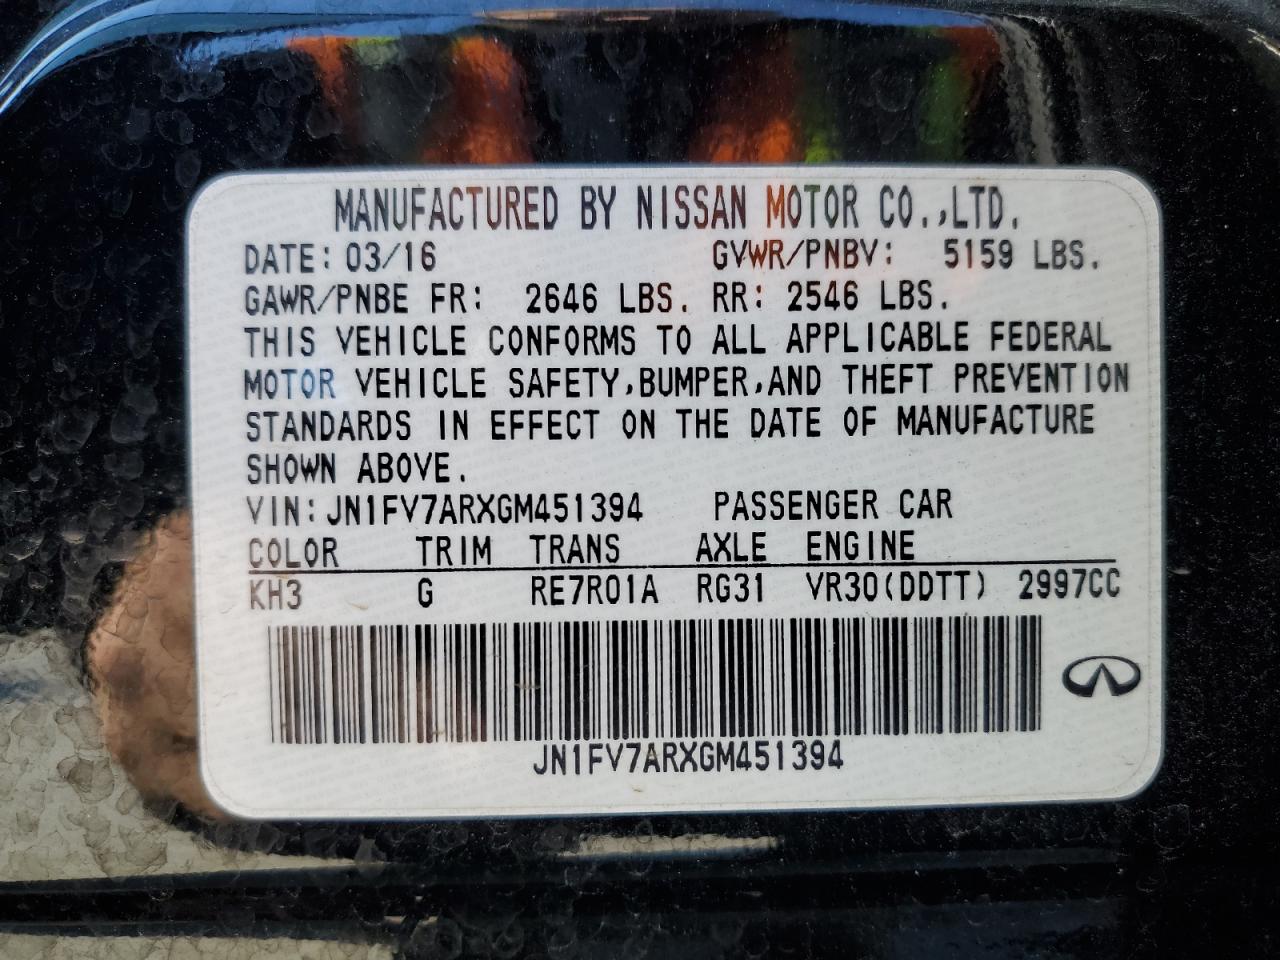 MANUFACTURED BY NISSAN MOTOR CO.,LTD.
DATE: 03/16 GVWR/PNBV: 5159 LBS.
GAWR/PNBE FR: 2646 LBS. RR: 2546 LBS.
THIS VEHICLE CONFORMS TO ALL APPLICABLE FEDERAL
MOTOR VEHICLE SAFETY,BUMPER,AND THEFT PREVENTION
STANDARDS IN EFFECT ON THE DATE OF MANUFACTURE
SHOWN ABOVE.
VIN:JN1FV7ARXGM451394 PASSENGER CAR
COLOR TRIM TRANS AXLE ENGINE
KH3 G RE7R01A RG31 VR30(DDTT) 2997CC
JN1FV7ARXGM451394